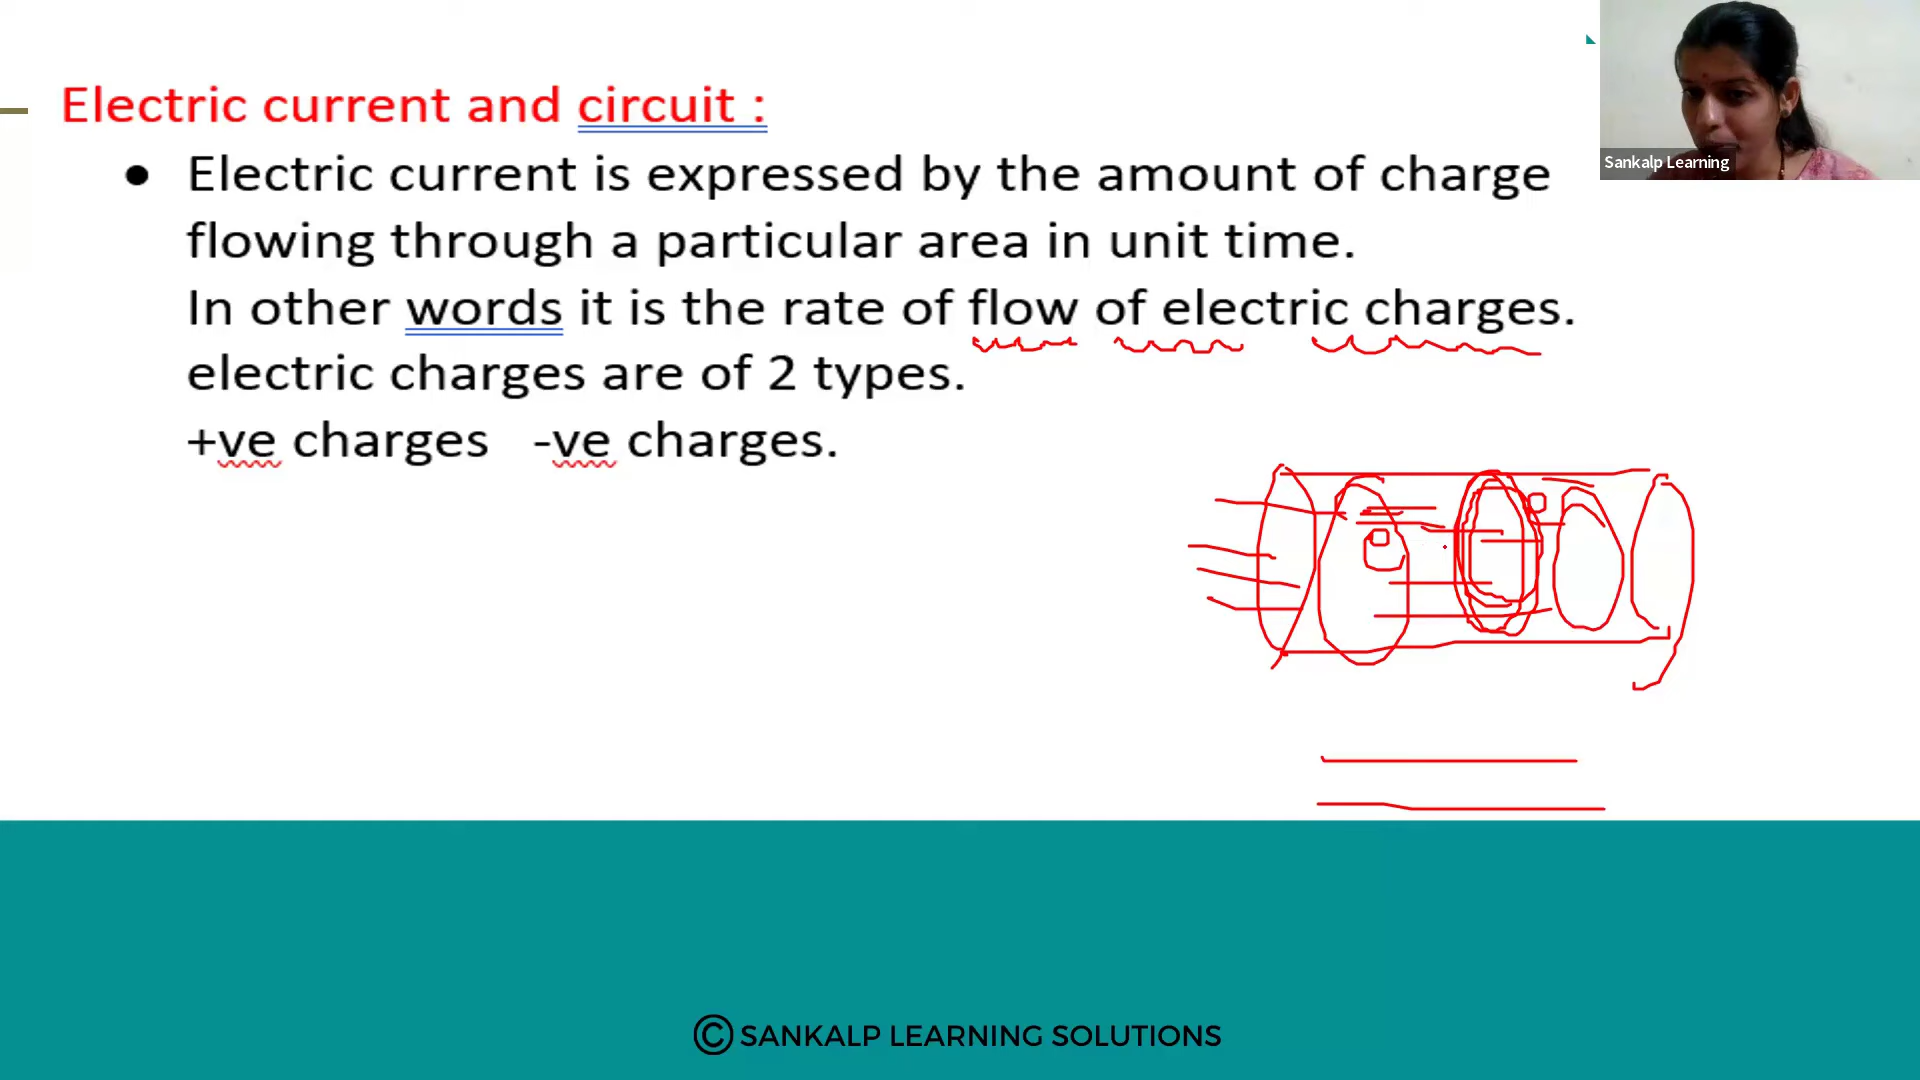 Electric current and circuit :
● Electric current is expressed by the amount of charge
flowing through a particular area in unit time.
In other words it is the rate of flow of electric charges.
electric charges are of 2 types.
+ve charges -ve charges.
Sankalp Learning
© SANKALP LEARNING SOLUTIONS